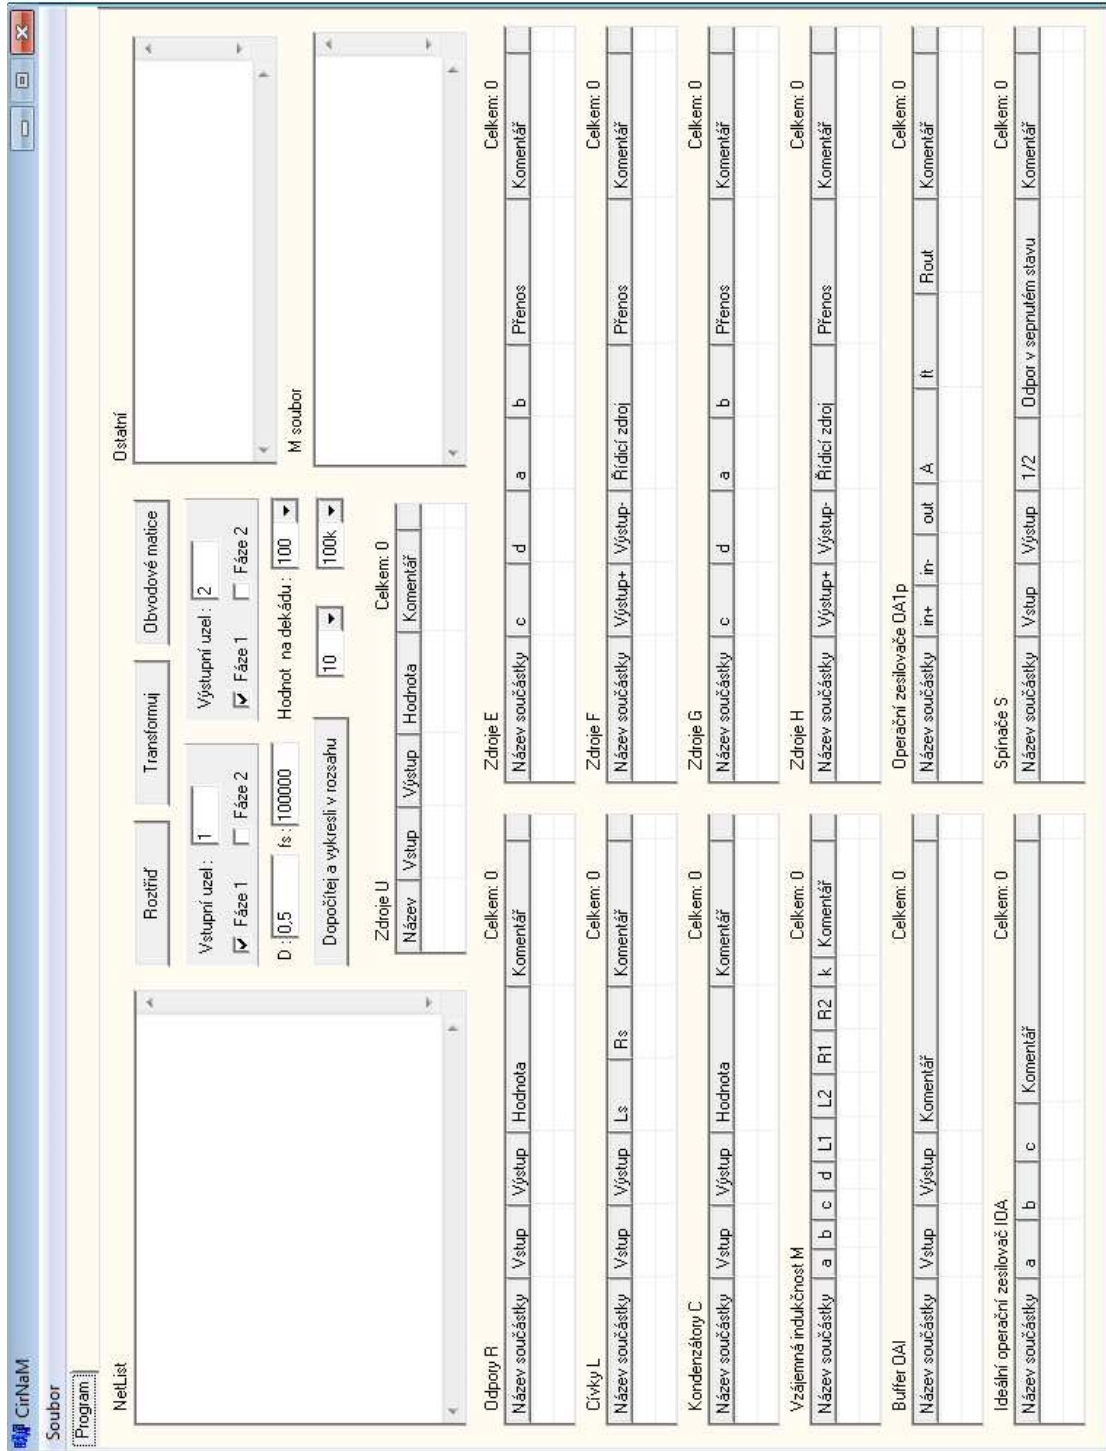 CirNaM
Soubor
Program
NetList
Roztřiď Transformuj Obvodové matice
Vstupní uzel : 1
Fáze 1 Fáze 2
Výstupní uzel : 2
Fáze 1 Fáze 2
D : 0,5 fs : 100000 Hodnot na dekádu : 100
Dopočítej a vykresli v rozsahu 10 100k
Ostatní
M soubor
Zdroje U Celkem: 0
Název Vstup Výstup Hodnota Komentář
Odpory R Celkem: 0
Název součástky Vstup Výstup Hodnota Komentář
Zdroje E Celkem: 0
Název součástky c d a b Přenos Komentář
Cívky L Celkem: 0
Název součástky Vstup Výstup Ls Rs Komentář
Zdroje F Celkem: 0
Název součástky Výstup+ Výstup- Řídicí zdroj Přenos Komentář
Kondenzátory C Celkem: 0
Název součástky Vstup Výstup Hodnota Komentář
Zdroje G Celkem: 0
Název součástky c d a b Přenos Komentář
Vzájemná indukčnost M Celkem: 0
Název součástky a b c d L1 L2 R1 R2 k Komentář
Zdroje H Celkem: 0
Název součástky Výstup+ Výstup- Řídicí zdroj Přenos Komentář
Buffer OAI Celkem: 0
Název součástky Vstup Výstup Komentář
Operační zesilovače OA1p Celkem: 0
Název součástky in+ in- out A ft Rout Komentář
Ideální operační zesilovač IOA Celkem: 0
Název součástky a b c Komentář
Spínače S Celkem: 0
Název součástky Vstup Výstup 1/2 Odpor v sepnutém stavu Komentář